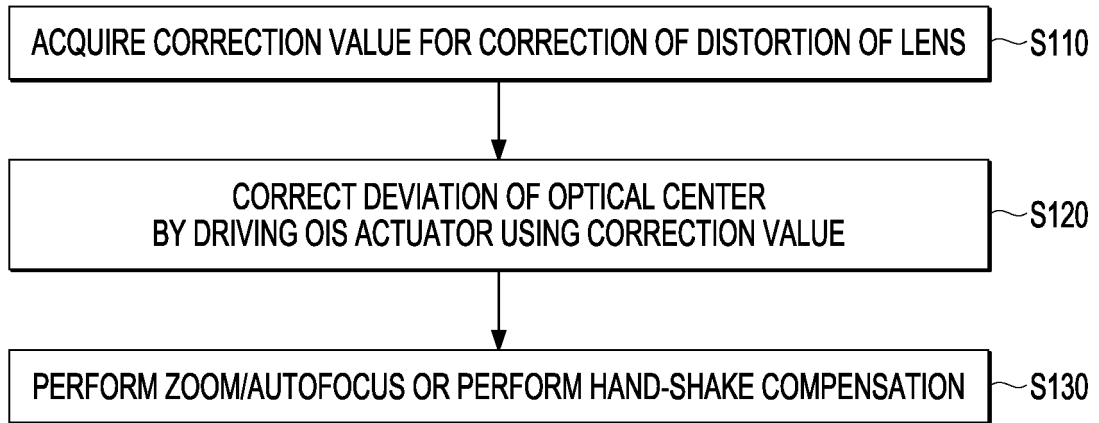 ACQUIRE CORRECTION VALUE FOR CORRECTION OF DISTORTION OF LENS
S110
CORRECT DEVIATION OF OPTICAL CENTER
BY DRIVING OIS ACTUATOR USING CORRECTION VALUE
S120
PERFORM ZOOM/AUTOFOCUS OR PERFORM HAND-SHAKE COMPENSATION
S130